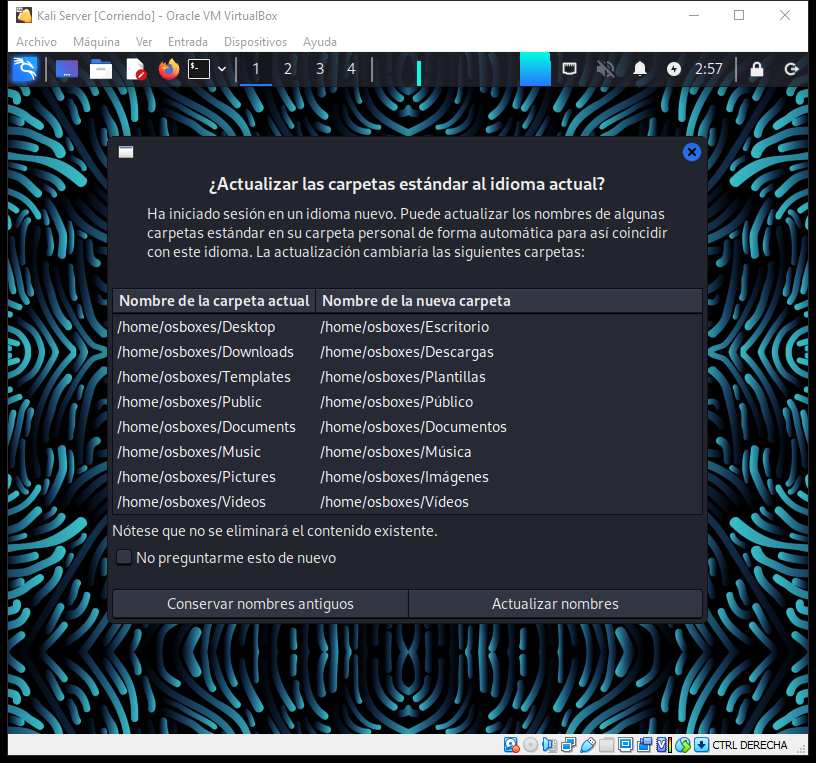 Kali Server [Corriendo] - Oracle VM VirtualBox
Archivo Máquina Ver Entrada Dispositivos Ayuda
1 2 3 4 2:57
¿Actualizar las carpetas estándar al idioma actual?
Ha iniciado sesión en un idioma nuevo. Puede actualizar los nombres de algunas
carpetas estándar en su carpeta personal de forma automática para así coincidir
con este idioma. La actualización cambiaría las siguientes carpetas:
Nombre de la carpeta actual Nombre de la nueva carpeta
/home/osboxes/Desktop /home/osboxes/Escritorio
/home/osboxes/Downloads /home/osboxes/Descargas
/home/osboxes/Templates /home/osboxes/Plantillas
/home/osboxes/Public /home/osboxes/Público
/home/osboxes/Documents /home/osboxes/Documentos
/home/osboxes/Music /home/osboxes/Música
/home/osboxes/Pictures /home/osboxes/Imágenes
/home/osboxes/Videos /home/osboxes/Vídeos
Nótese que no se eliminará el contenido existente.
No preguntarme esto de nuevo
Conservar nombres antiguos Actualizar nombres
CTRL DERECHA